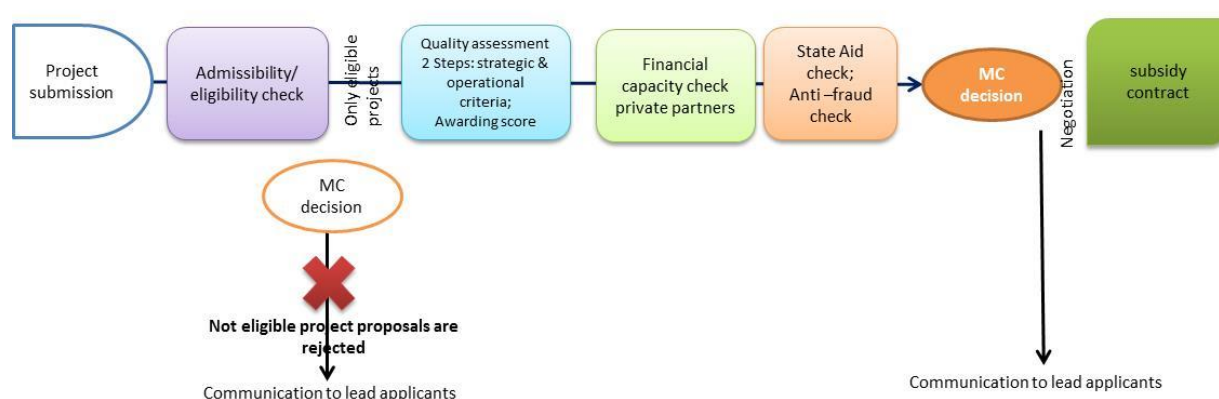 Project
submission
Admissibility/
eligibility check
Only eligible
projects
Quality assessment
2 Steps: strategic &
operational
criteria;
Awarding score
Financial
capacity check
private partners
State Aid
check;
Anti –fraud
check
MC
decision
Negotiation
subsidy
contract
MC
decision
Not eligible project proposals are
rejected
Communication to lead applicants
Communication to lead applicants